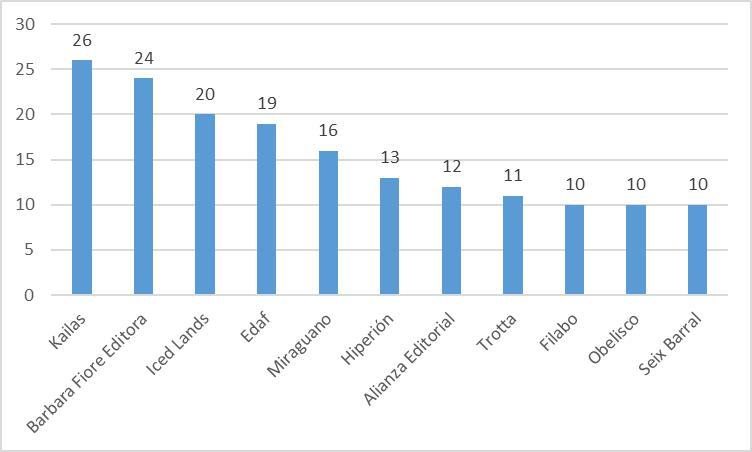 30
25
20
15
10
5
0
26
24
20
19
16
13
12
11
10
10
10
Kailas
Barbara Fiore Editora
Iced Lands
Edaf
Miraguano
Hiperión
Alianza Editorial
Trotta
Filabo
Obelisco
Seix Barral